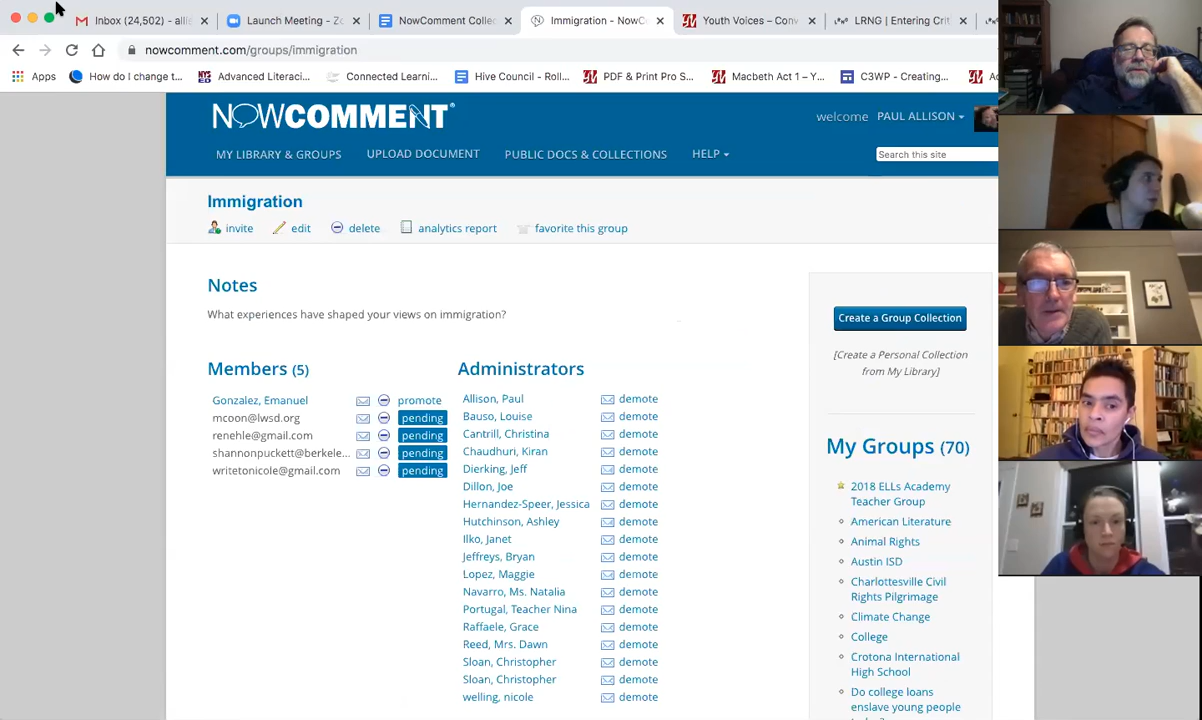 Inbox (24,502) - allis
Launch Meeting - Zo
NowComment Collec
Immigration - NowC
Youth Voices – Conv
LRNG | Entering Crit
nowcomment.com/groups/immigration
Apps
How do I change t...
Advanced Literaci...
Connected Learnin...
Hive Council - Roll...
PDF & Print Pro S...
Macbeth Act 1 – Y...
C3WP - Creating...
NOWCOMMENT®
welcome PAUL ALLISON
MY LIBRARY & GROUPS UPLOAD DOCUMENT PUBLIC DOCS & COLLECTIONS HELP
Search this site
Immigration
invite edit delete analytics report favorite this group
Notes
What experiences have shaped your views on immigration?
Members (5)
Gonzalez, Emanuel promote
mcoon@lwsd.org pending
renehle@gmail.com pending
shannonpuckett@berkele... pending
writetonicole@gmail.com pending
Administrators
Allison, Paul demote
Bauso, Louise demote
Cantrill, Christina demote
Chaudhuri, Kiran demote
Dierking, Jeff demote
Dillon, Joe demote
Hernandez-Speer, Jessica demote
Hutchinson, Ashley demote
Ilko, Janet demote
Jeffreys, Bryan demote
Lopez, Maggie demote
Navarro, Ms. Natalia demote
Portugal, Teacher Nina demote
Raffaele, Grace demote
Reed, Mrs. Dawn demote
Sloan, Christopher demote
Sloan, Christopher demote
welling, nicole demote
Create a Group Collection
[Create a Personal Collection
from My Library]
My Groups (70)
2018 ELLs Academy
Teacher Group
American Literature
Animal Rights
Austin ISD
Charlottesville Civil
Rights Pilgrimage
Climate Change
College
Crotona International
High School
Do college loans
enslave young people